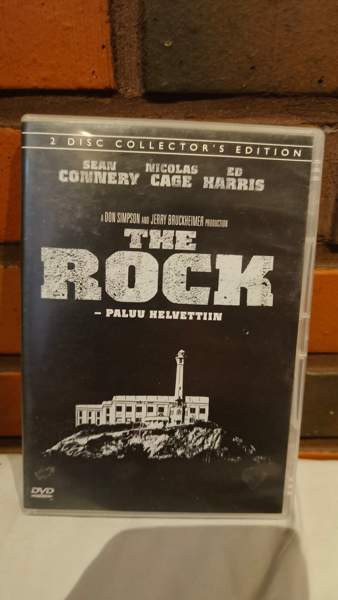 2 DISC COLLECTOR'S EDITION
SEAN NICOLAS ED
CONNERY CAGE HARRIS
A DON SIMPSON AND JERRY BRUCKHEIMER PRODUCTION
THE
ROCK
– PALUU HELVETTIIN
DVD